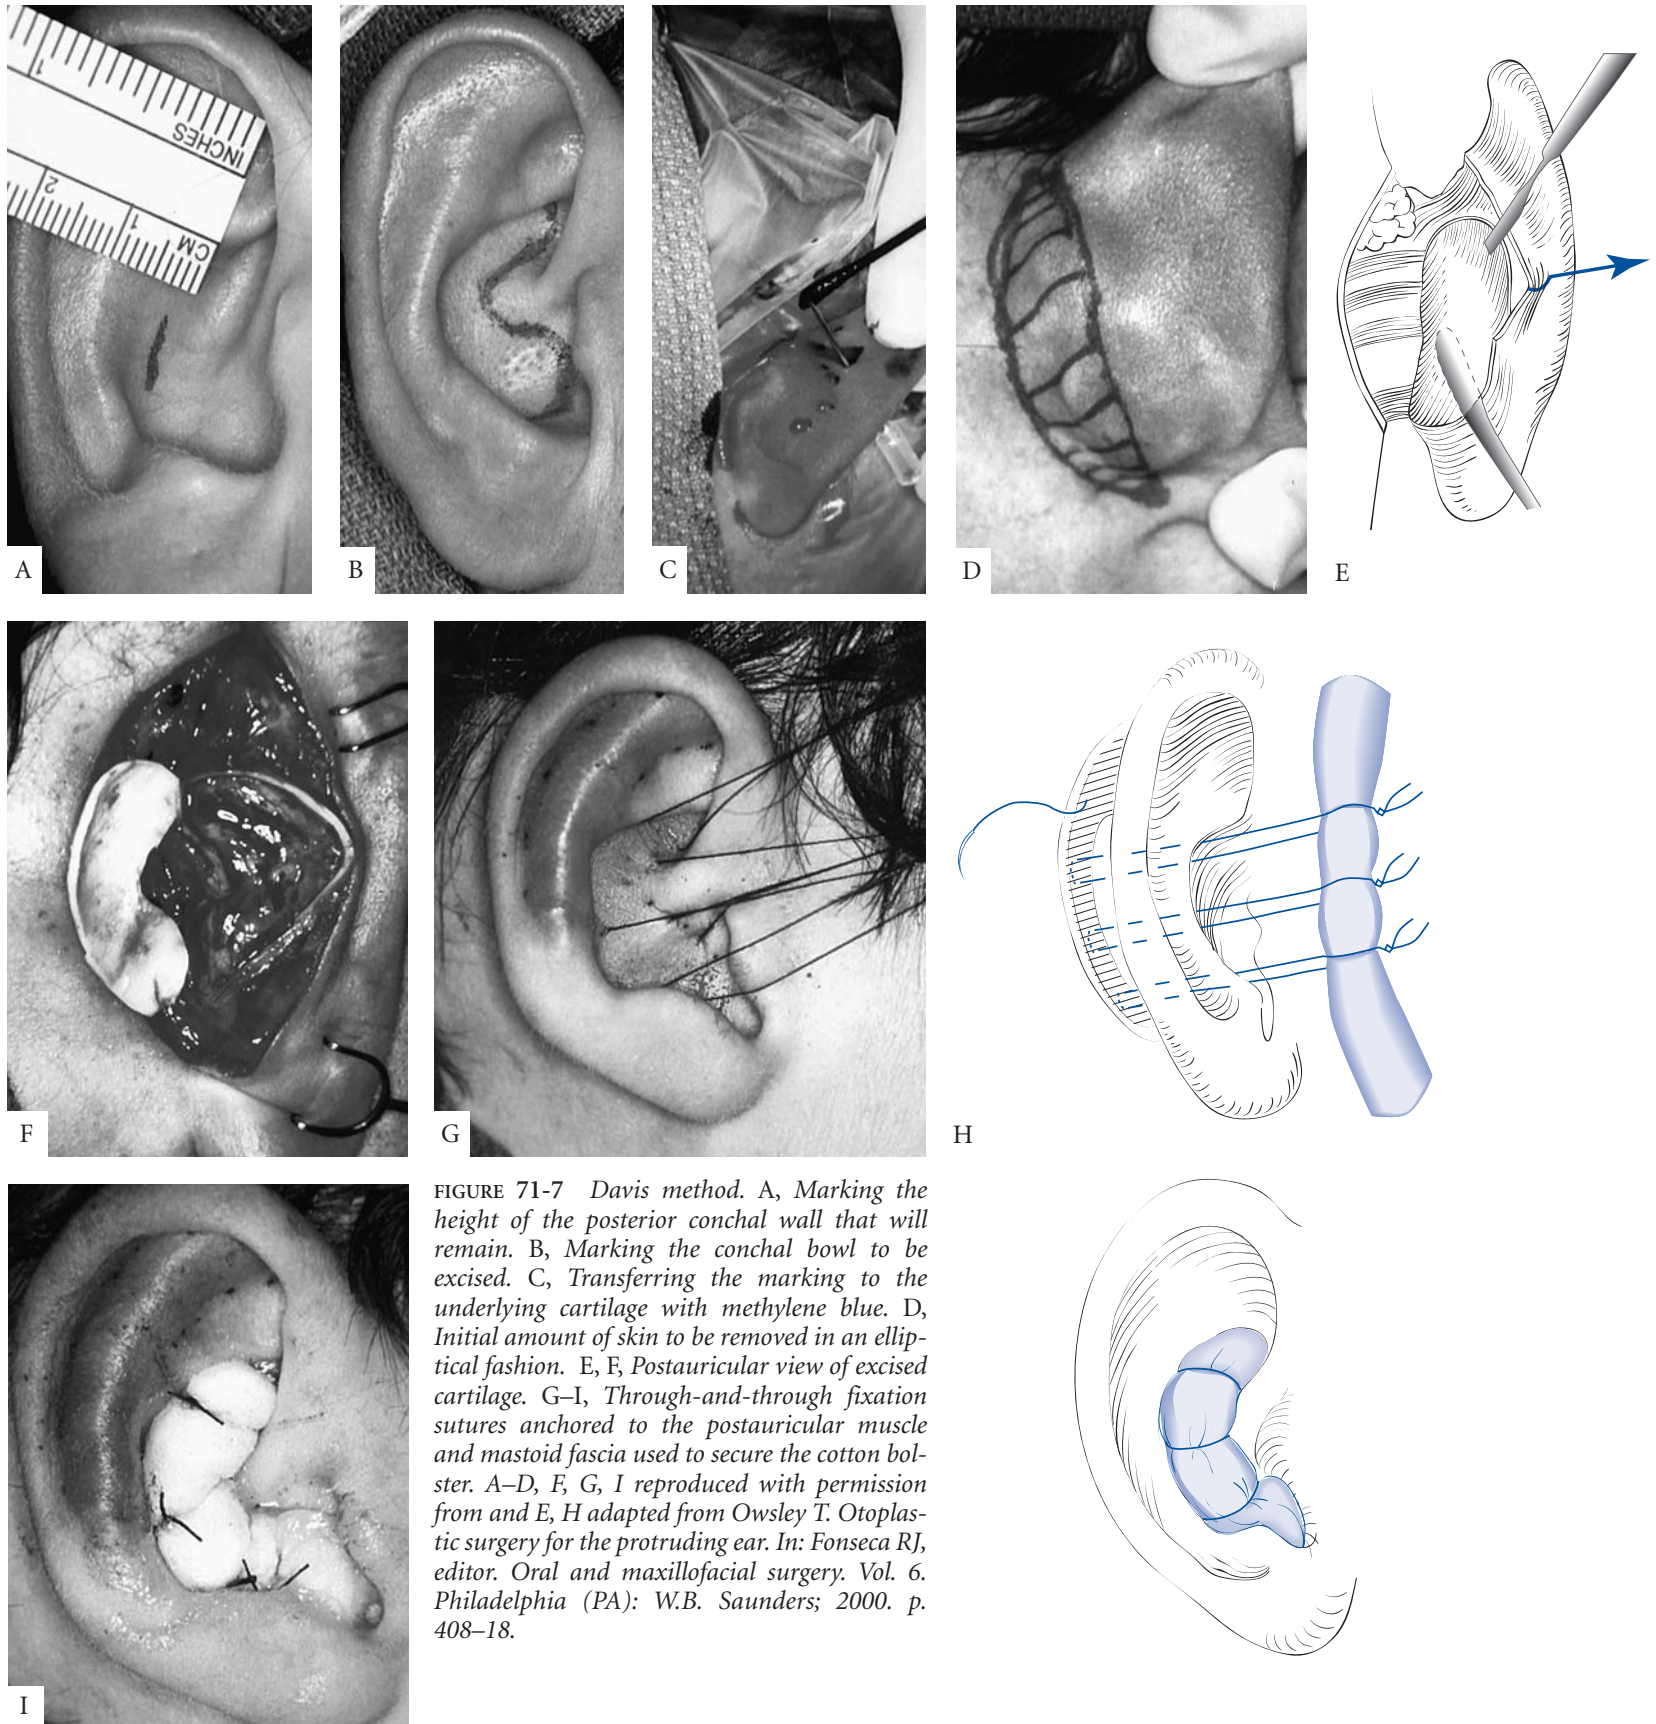 1
INCHES
2
1
CM
A
B
C
D
E
F
G
H
FIGURE 71-7 Davis method. A, Marking the
height of the posterior conchal wall that will
remain. B, Marking the conchal bowl to be
excised. C, Transferring the marking to the
underlying cartilage with methylene blue. D,
Initial amount of skin to be removed in an ellip-
tical fashion. E, F, Postauricular view of excised
cartilage. G–I, Through-and-through fixation
sutures anchored to the postauricular muscle
and mastoid fascia used to secure the cotton bol-
ster. A–D, F, G, I reproduced with permission
from and E, H adapted from Owsley T. Otoplas-
tic surgery for the protruding ear. In: Fonseca RJ,
editor. Oral and maxillofacial surgery. Vol. 6.
Philadelphia (PA): W.B. Saunders; 2000. p.
408–18.
I